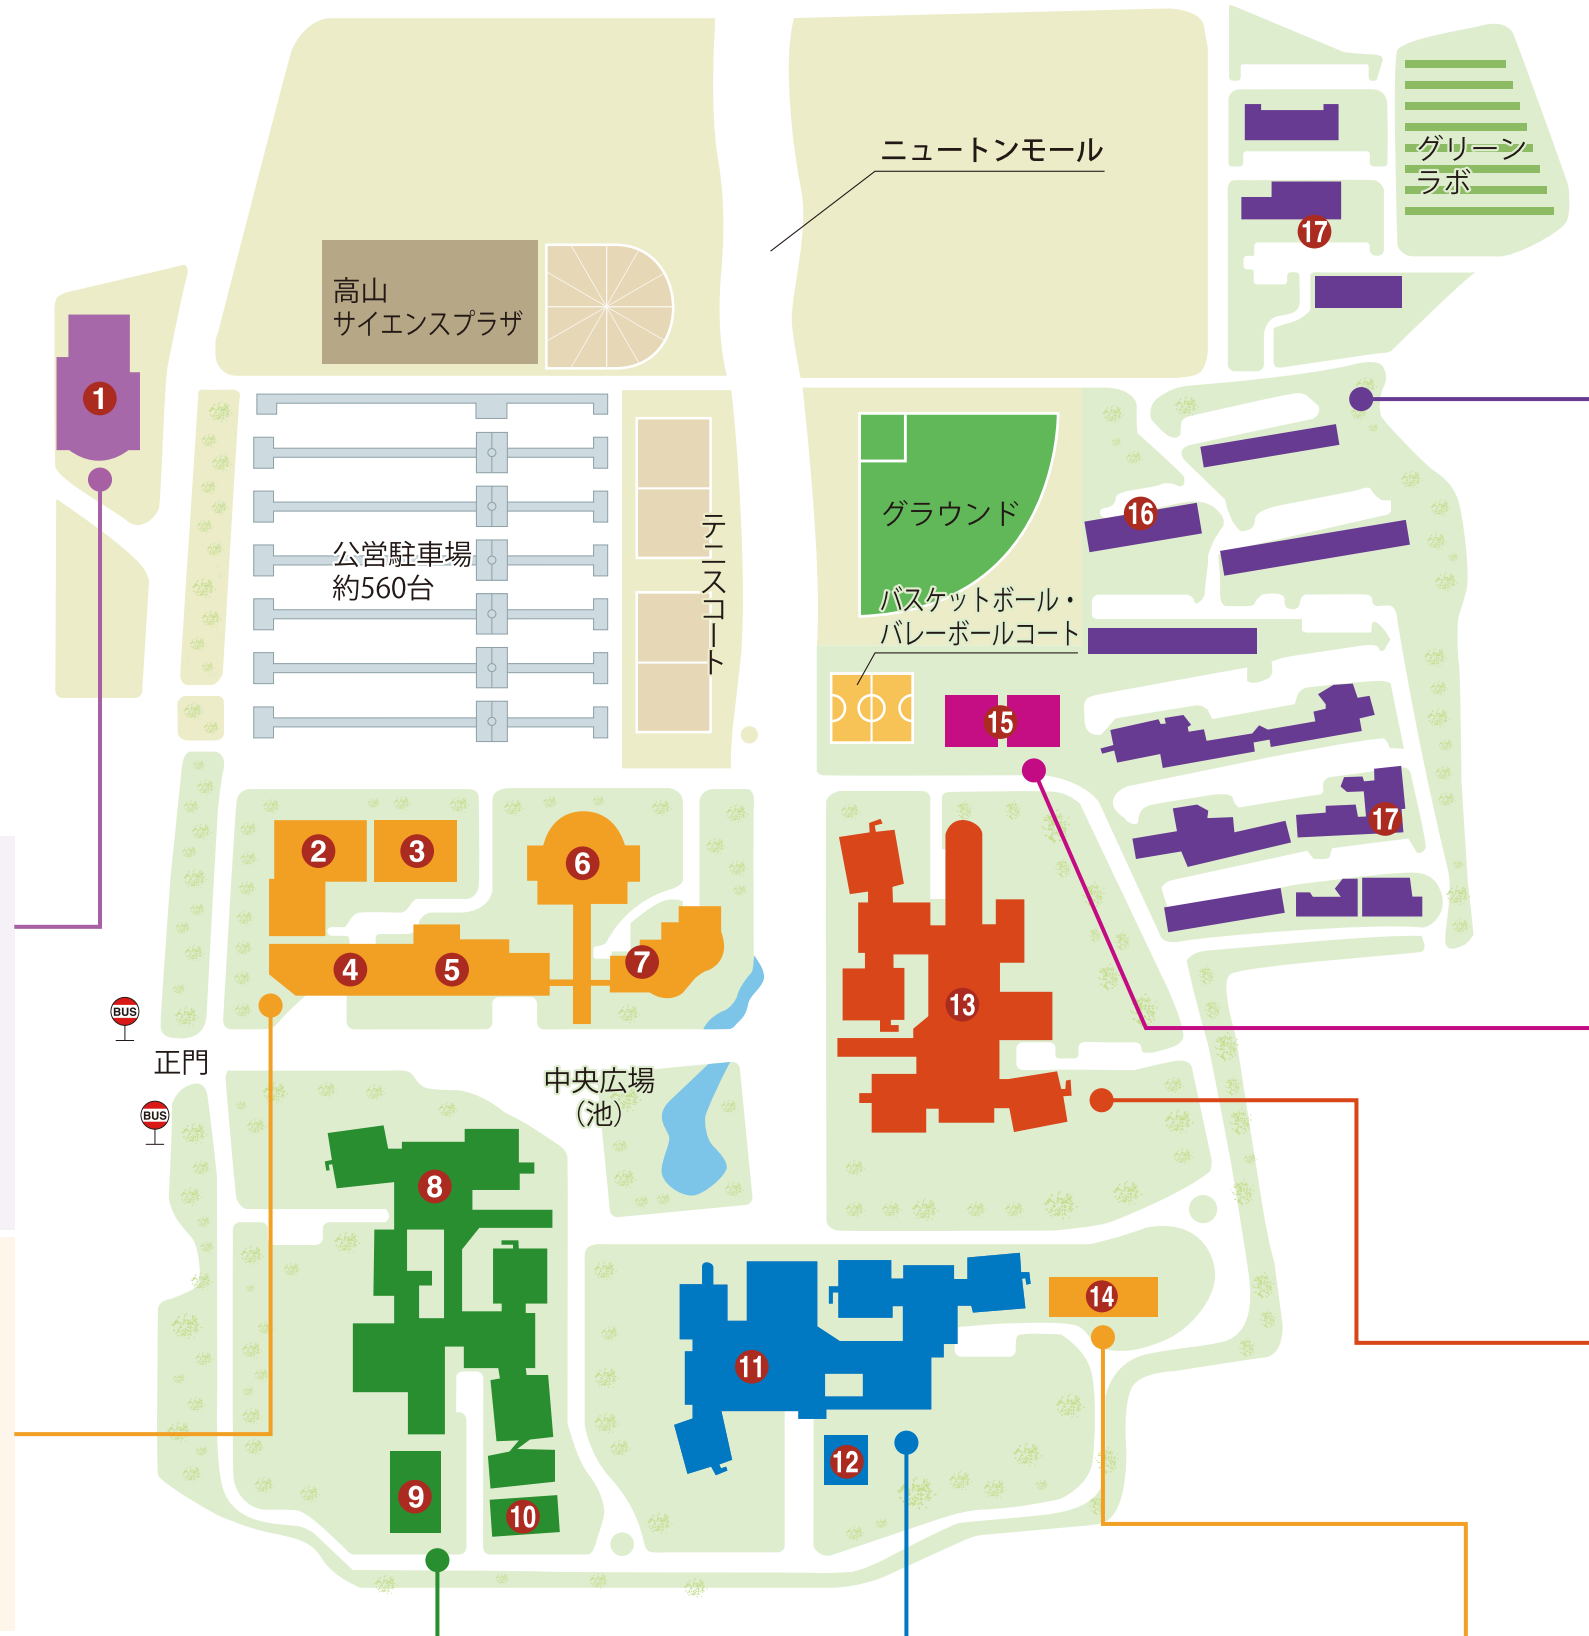 ニュートンモール
グリーン
ラボ
17
高山
サイエンスプラザ
1
グラウンド
16
テニスコート
公営駐車場
約560台
バスケットボール・
バレーボールコート
15
17
2
3
6
4
5
7
13
BUS
正門
中央広場
(池)
BUS
8
14
11
12
9
10